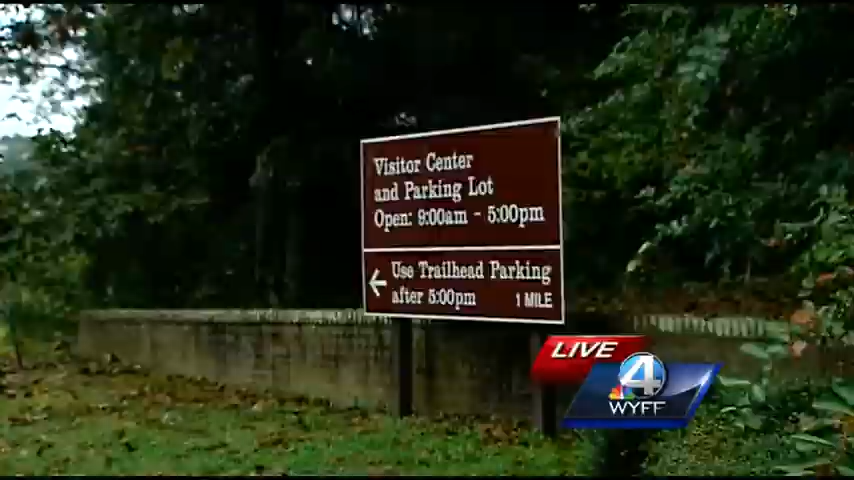 Visitor Center
and Parking Lot
Open: 9:00am - 5:00pm
Use Trailhead Parking
after 5:00pm 1 MILE
LIVE
4
WYFF